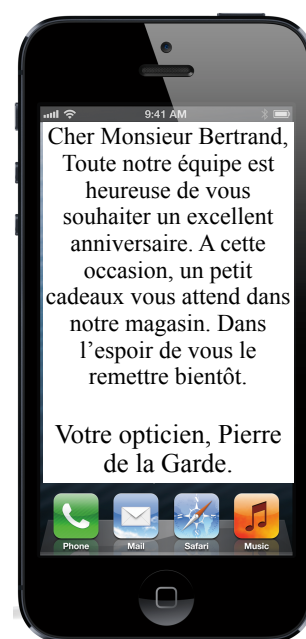 9:41 AM
Cher Monsieur Bertrand,
Toute notre équipe est
heureuse de vous
souhaiter un excellent
anniversaire. A cette
occasion, un petit
cadeaux vous attend dans
notre magasin. Dans
l’espoir de vous le
remettre bientôt.
Votre opticien, Pierre
de la Garde.
Phone Mail Safari Music